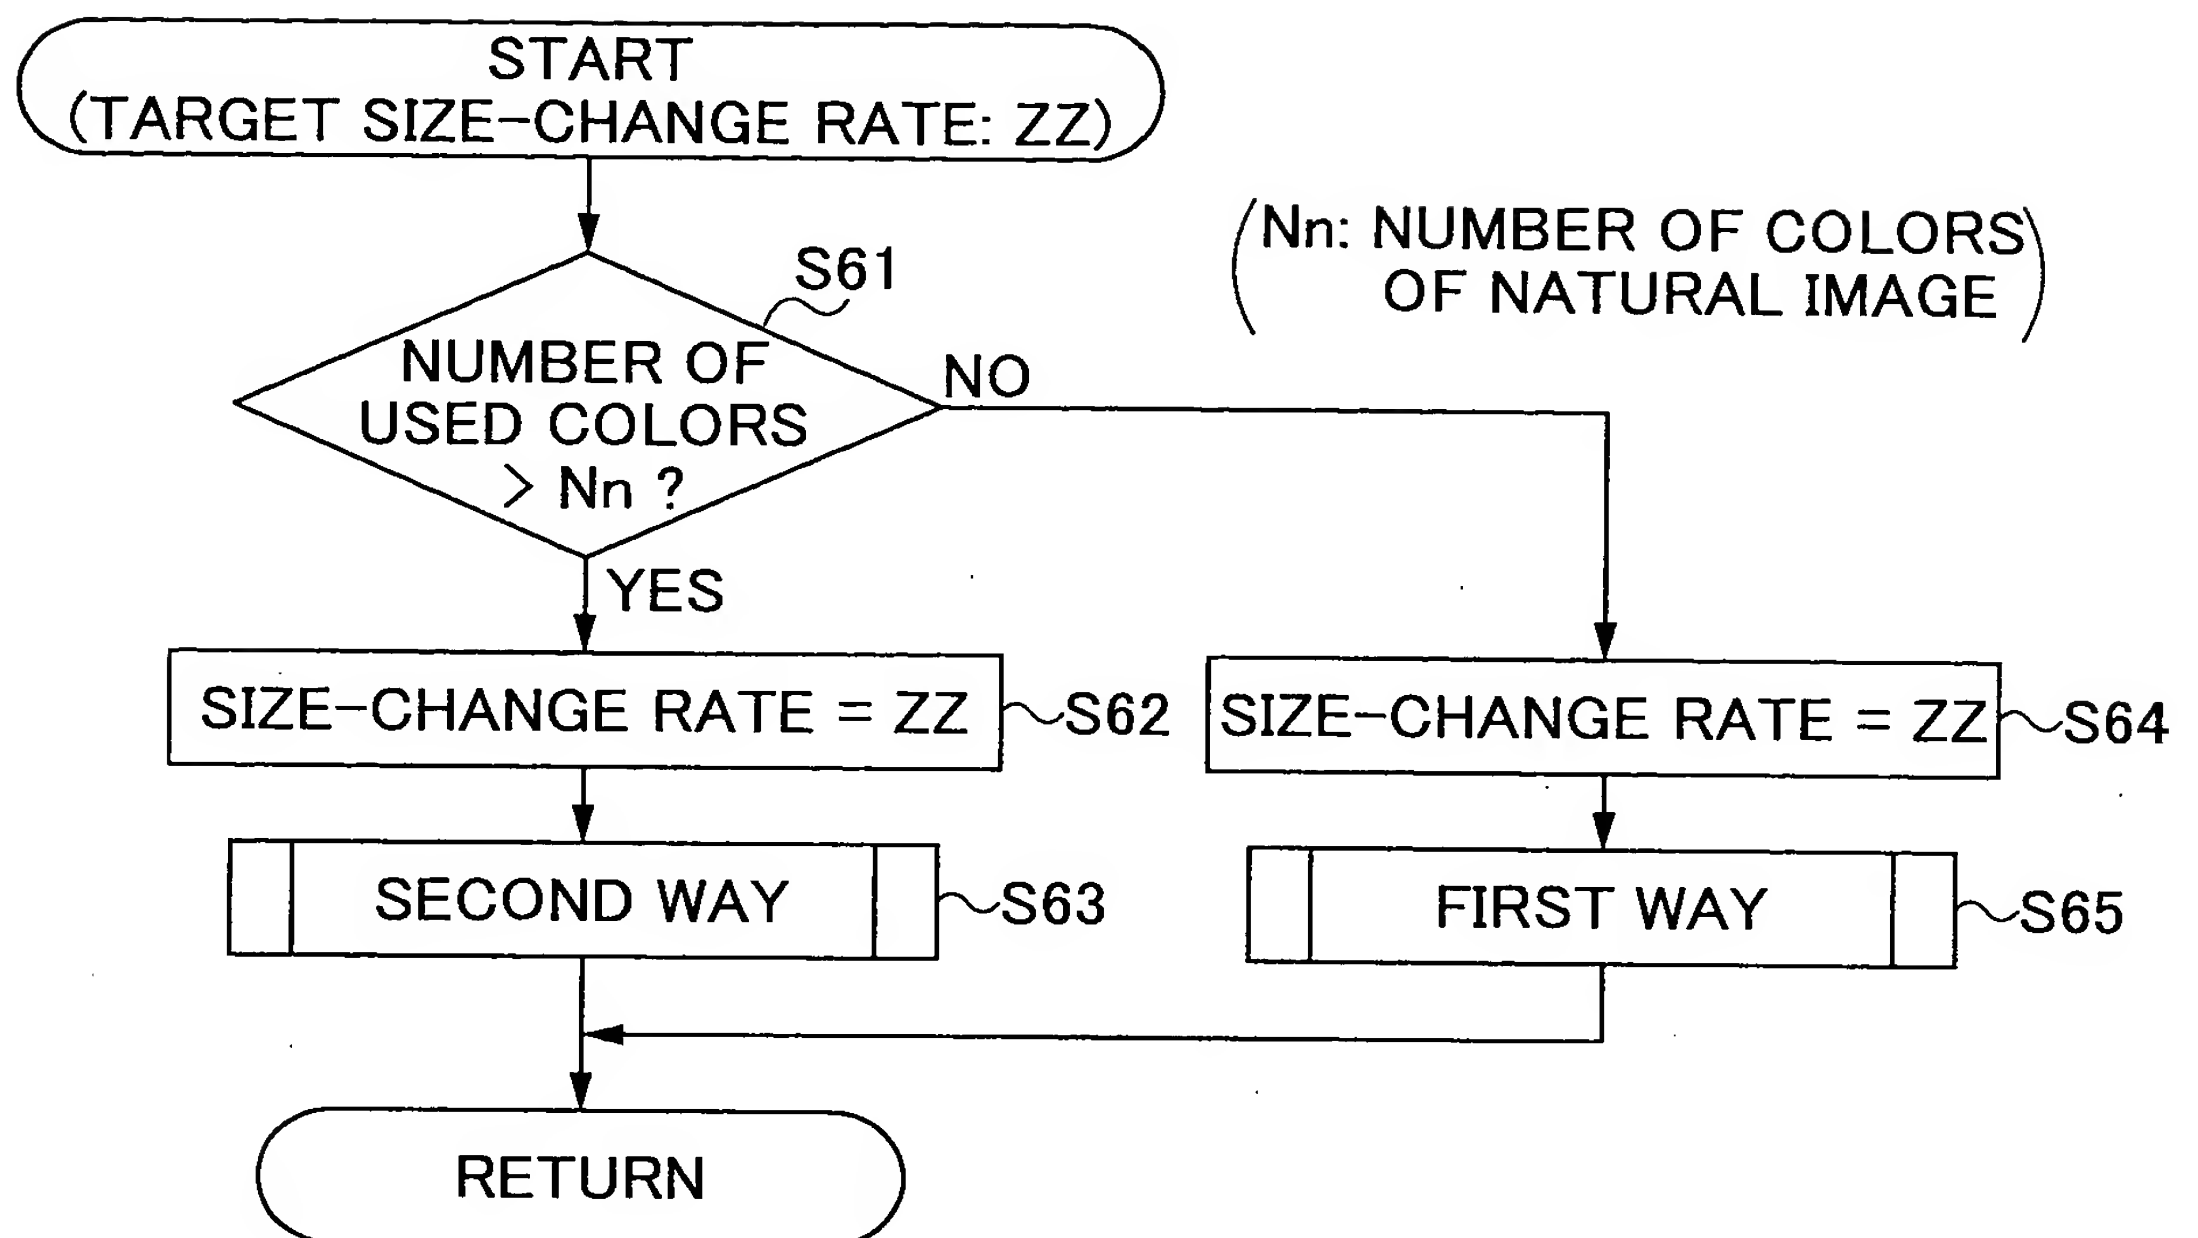 START
(TARGET SIZE-CHANGE RATE: ZZ)
S61
(Nn: NUMBER OF COLORS
OF NATURAL IMAGE)
NUMBER OF
USED COLORS
> Nn ?
NO
YES
SIZE-CHANGE RATE = ZZ
S62
SIZE-CHANGE RATE = ZZ
S64
SECOND WAY
S63
FIRST WAY
S65
RETURN